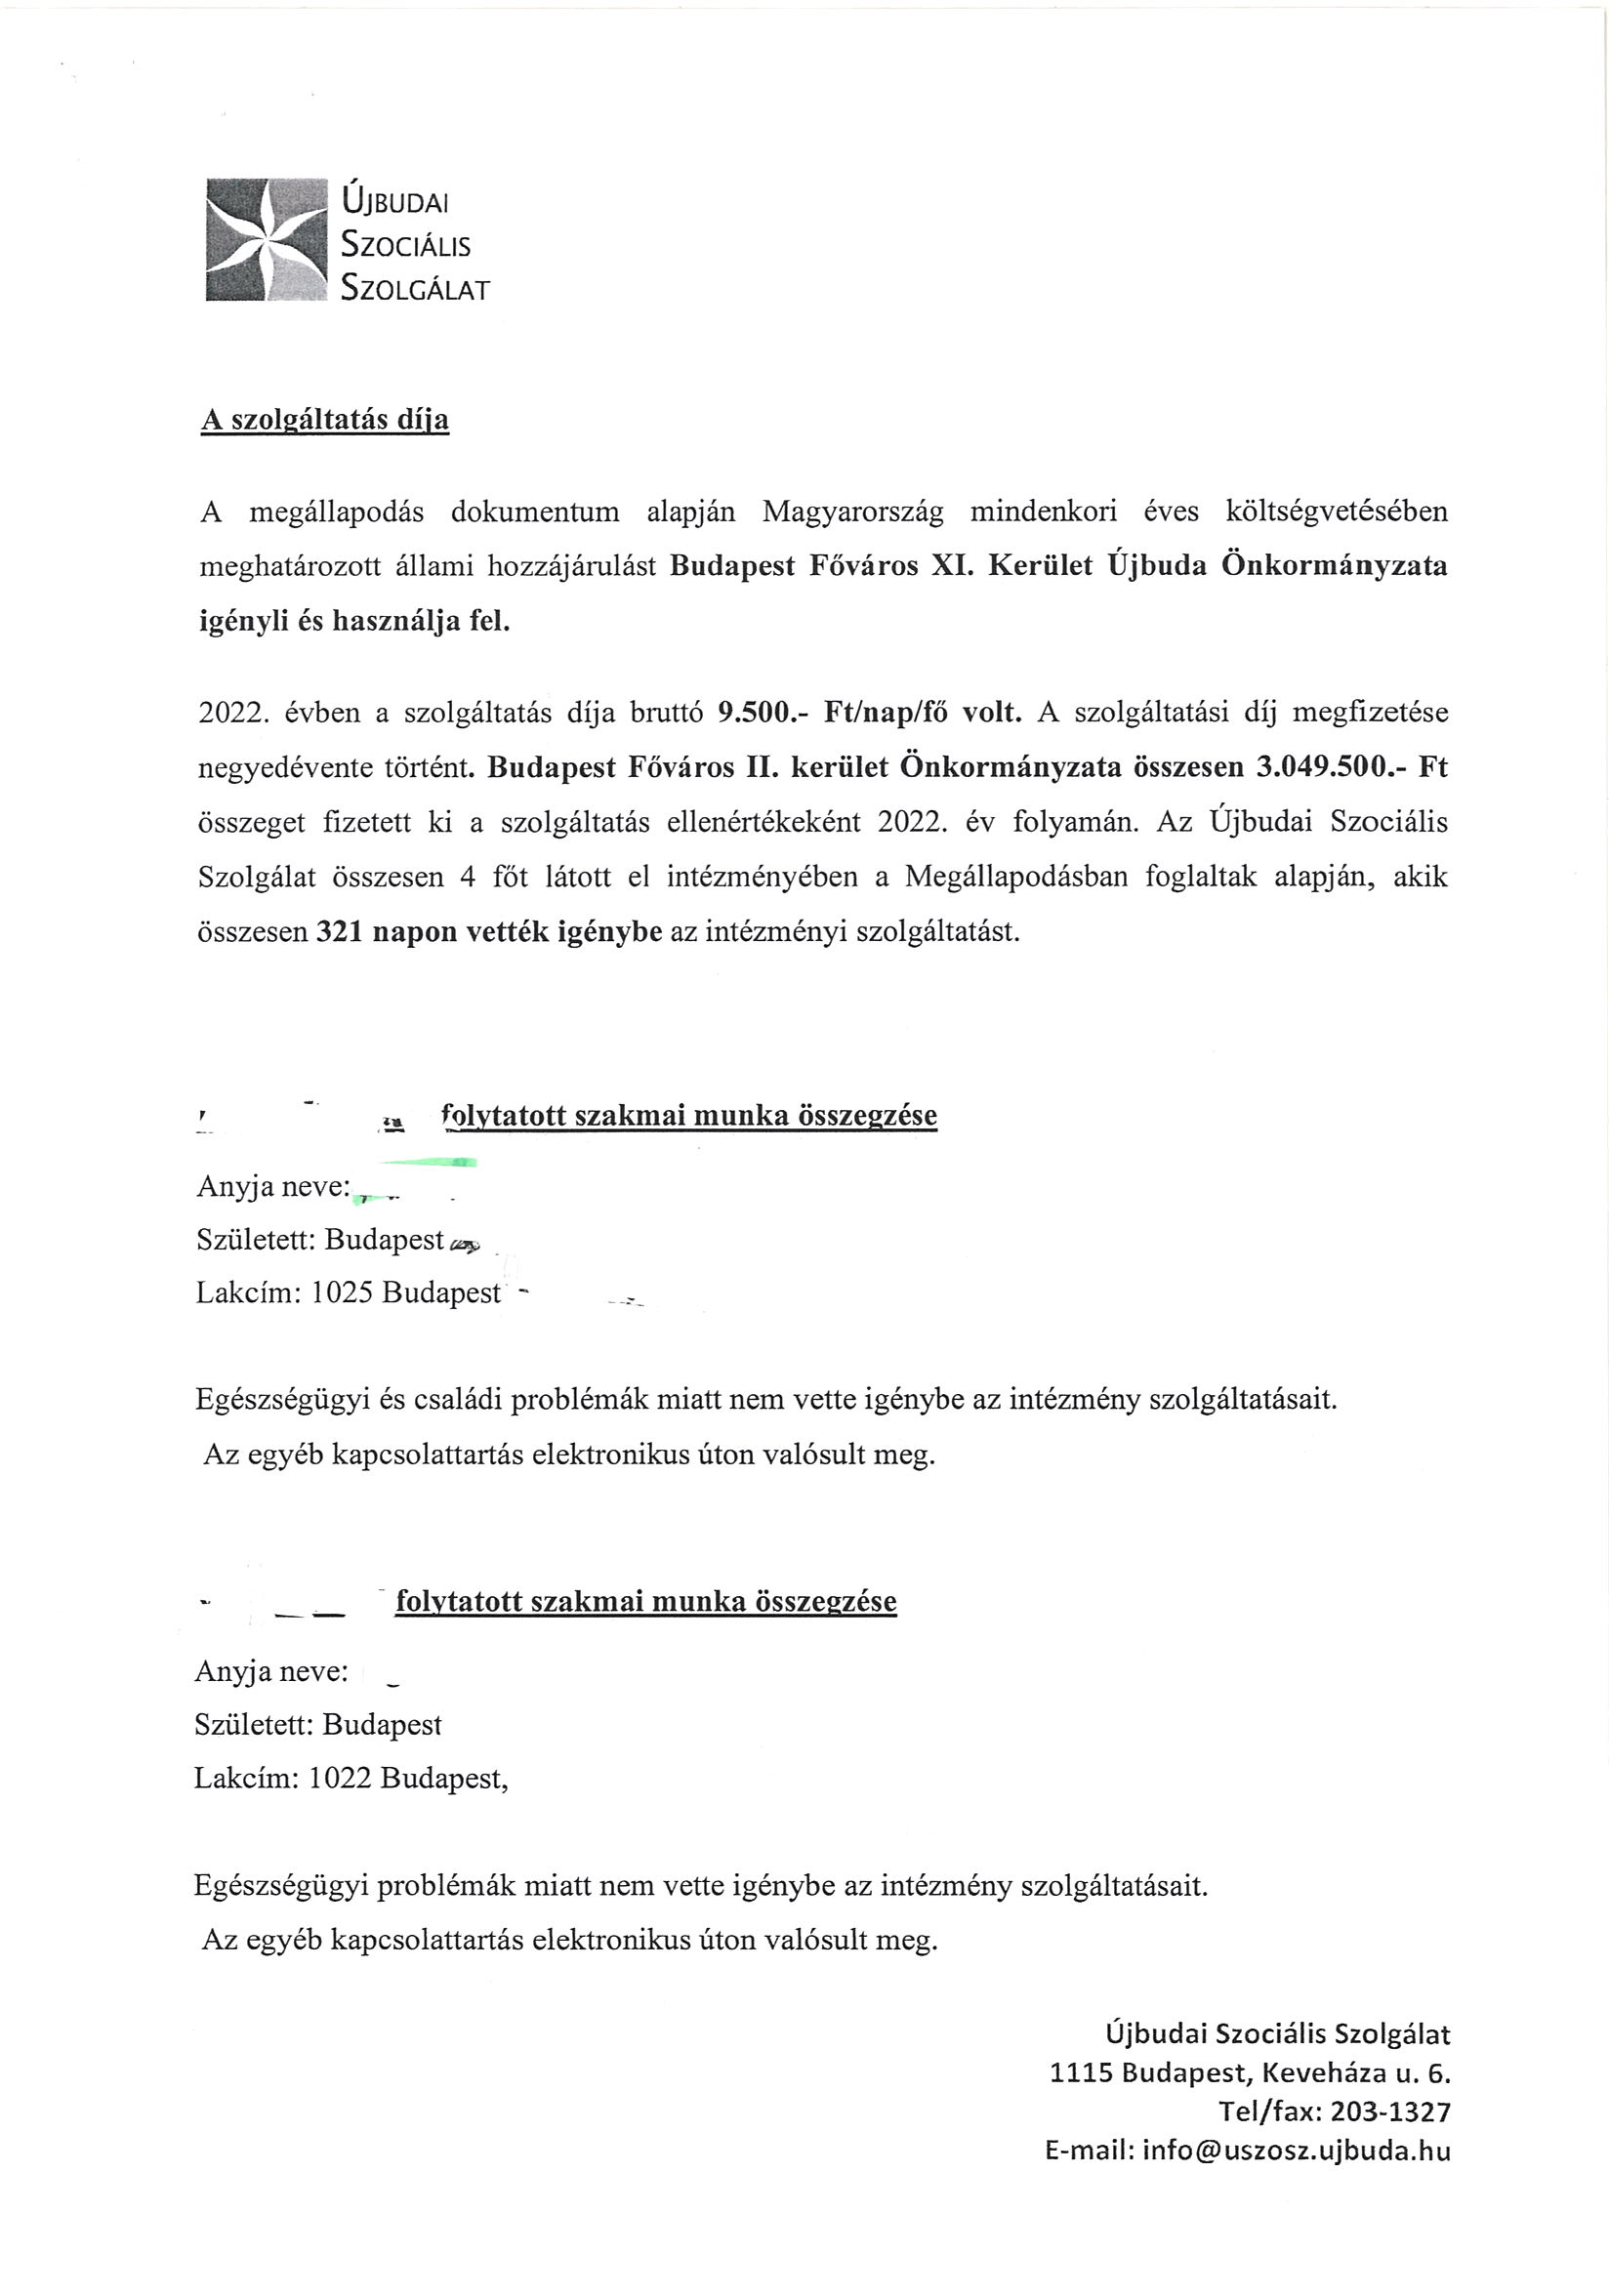 ÚJBUDAI
SZOCIÁLIS
SZOLGÁLAT
A szolgáltatás díja
A megállapodás dokumentum alapján Magyarország mindenkori éves költségvetésében
meghatározott állami hozzájárulást Budapest Főváros XI. Kerület Újbuda Önkormányzata
igényli és használja fel.
2022. évben a szolgáltatás díja bruttó 9.500.- Ft/nap/fő volt. A szolgáltatási díj megfizetése
negyedévente történt. Budapest Főváros II. kerület Önkormányzata összesen 3.049.500.- Ft
összeget fizetett ki a szolgáltatás ellenértékeként 2022. év folyamán. Az Újbudai Szociális
Szolgálat összesen 4 főt látott el intézményében a Megállapodásban foglaltak alapján, akik
összesen 321 napon vették igénybe az intézményi szolgáltatást.
folytatott szakmai munka összegzése
Anyja neve:
Született: Budapest
Lakcím: 1025 Budapest
Egészségügyi és családi problémák miatt nem vette igénybe az intézmény szolgáltatásait.
Az egyéb kapcsolattartás elektronikus úton valósult meg.
folytatott szakmai munka összegzése
Anyja neve:
Született: Budapest
Lakcím: 1022 Budapest,
Egészségügyi problémák miatt nem vette igénybe az intézmény szolgáltatásait.
Az egyéb kapcsolattartás elektronikus úton valósult meg.
Újbudai Szociális Szolgálat
1115 Budapest, Keveháza u. 6.
Tel/fax: 203-1327
E-mail: info@uszosz.ujbuda.hu